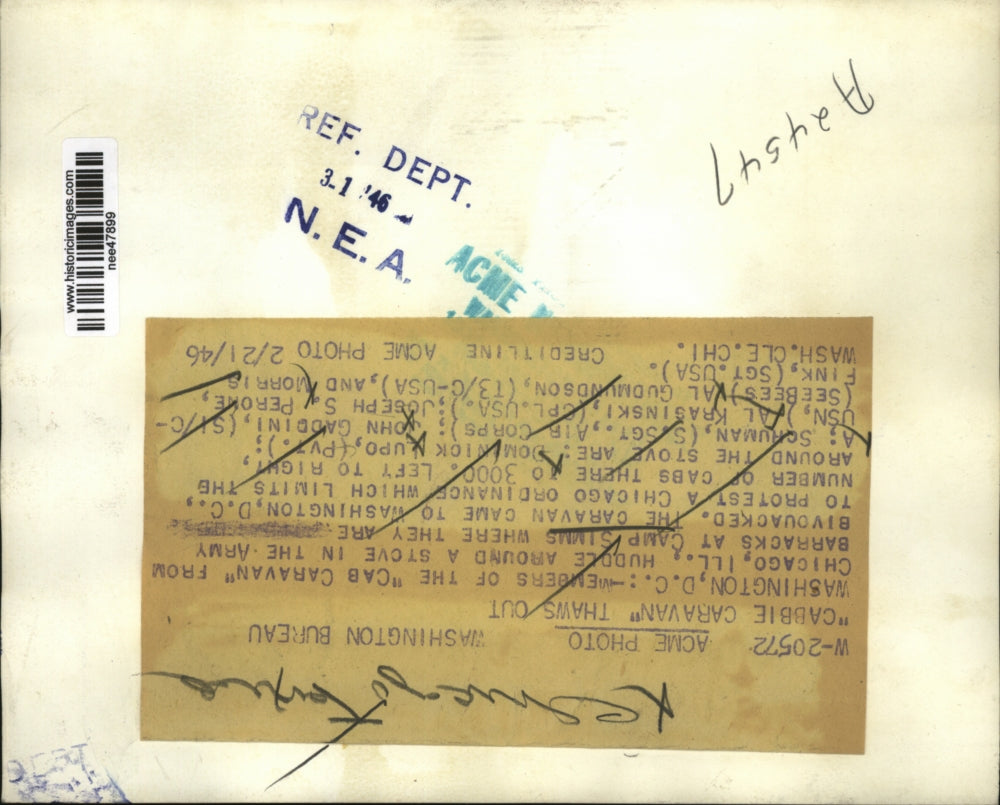 A24547
REF. DEPT.
3-1 '46
N. E. A.
ACME
www.historicimages.com
nee47899
Chicago
W-20572 ACME PHOTO WASHINGTON BUREAU
"CABBIE CARAVAN" THAWS OUT
WASHINGTON, D.C.:--MEMBERS OF THE "CAB CARAVAN" FROM
CHICAGO, ILL., HUDDLE AROUND A STOVE IN THE ARMY
BARRACKS AT CAMP SIMMS WHERE THEY ARE
BIVOUACKED. THE CARAVAN CAME TO WASHINGTON, D.C.,
TO PROTEST A CHICAGO ORDINANCE WHICH LIMITS THE
NUMBER OF CABS THERE TO 3000. LEFT TO RIGHT,
AROUND THE STOVE ARE: DOMINICK LUPO, (PVT.);
A; SCHUMAN, (S.SGT., AIR CORPS); JOHN GADDINI, (S1/C-
USN, ) AL KRASINSKI, CPL.USA.); JOSEPH S. PERONE,
(SEEBEES) AL GUDMUNDSON, (T3/C-USA), AND MORRIS
FINK, (SGT.USA).
WASH.CLE.CHI. CREDITLINE ACME PHOTO 2/21/46